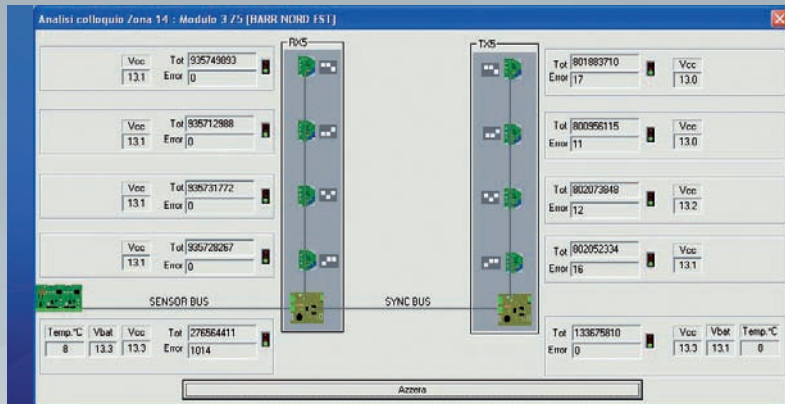 Analisi colloquio Zona 14 : Modulo 3 Z5 [BARR NORD EST]
RX5
TX5
Vcc 13.1 Tot 935749893 Error 0
Tot 801883710 Error 17 Vcc 13.0
Vcc 13.1 Tot 935712988 Error 0
Tot 800956115 Error 11 Vcc 13.0
Vcc 13.1 Tot 935731772 Error 0
Tot 802073848 Error 12 Vcc 13.2
Vcc 13.1 Tot 935728267 Error 0
Tot 802052334 Error 16 Vcc 13.1
SENSOR BUS
SYNC BUS
Temp.°C 8 Vbat 13.3 Vcc 13.3 Tot 276564411 Error 1014
Tot 133675810 Error 0 Vcc 13.3 Vbat 13.1 Temp.°C 8
Azzera